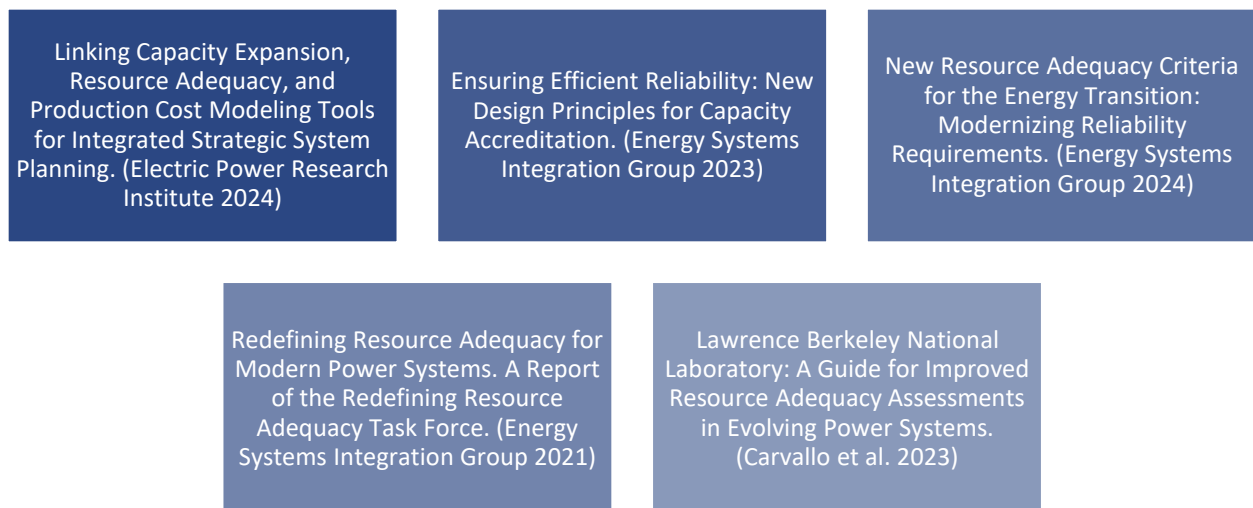 Linking Capacity Expansion,
Resource Adequacy, and
Production Cost Modeling Tools
for Integrated Strategic System
Planning. (Electric Power Research
Institute 2024)
Ensuring Efficient Reliability: New
Design Principles for Capacity
Accreditation. (Energy Systems
Integration Group 2023)
New Resource Adequacy Criteria
for the Energy Transition:
Modernizing Reliability
Requirements. (Energy Systems
Integration Group 2024)
Redefining Resource Adequacy for
Modern Power Systems. A Report
of the Redefining Resource
Adequacy Task Force. (Energy
Systems Integration Group 2021)
Lawrence Berkeley National
Laboratory: A Guide for Improved
Resource Adequacy Assessments
in Evolving Power Systems.
(Carvallo et al. 2023)